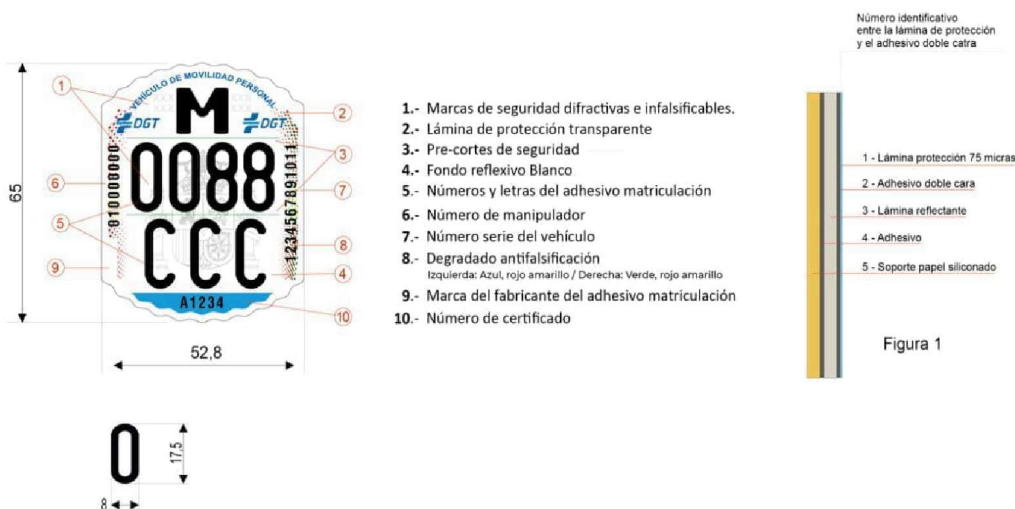 VEHÍCULO DE MOVILIDAD PERSONAL
M
DGT
DGT
0088
CCC
A1234
010000000
1234567891011
1
2
3
4
5
6
7
8
9
10
65
52,8
17,5
8
1.- Marcas de seguridad difractivas e infalsificables.
2.- Lámina de protección transparente
3.- Pre-cortes de seguridad
4.- Fondo reflexivo Blanco
5.- Números y letras del adhesivo matriculación
6.- Número de manipulador
7.- Número serie del vehículo
8.- Degradado antifalsificación
Izquierda: Azul, rojo amarillo / Derecha: Verde, rojo amarillo
9.- Marca del fabricante del adhesivo matriculación
10.- Número de certificado
Número identificativo
entre la lámina de protección
y el adhesivo doble catra
1 - Lámina protección 75 micras
2 - Adhesivo doble cara
3 - Lámina reflectante
4 - Adhesivo
5 - Soporte papel siliconado
Figura 1